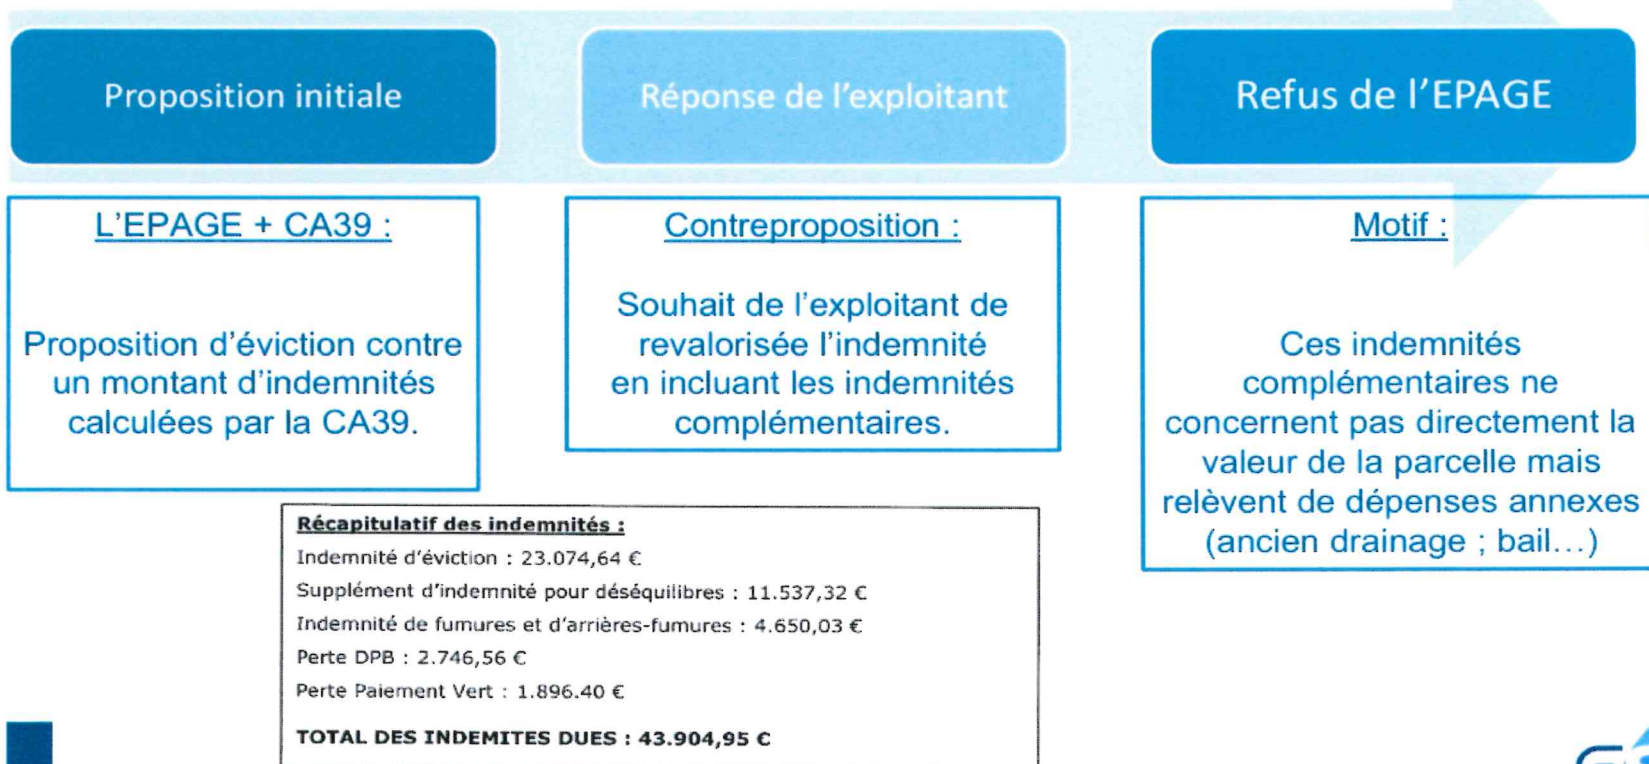 Proposition initiale
Réponse de l'exploitant
Refus de l'EPAGE
L'EPAGE + CA39 :
Proposition d'éviction contre
un montant d'indemnités
calculées par la CA39.
Contreproposition :
Souhait de l'exploitant de
revalorisée l'indemnité
en incluant les indemnités
complémentaires.
Motif :
Ces indemnités
complémentaires ne
concernent pas directement la
valeur de la parcelle mais
relèvent de dépenses annexes
(ancien drainage ; bail...)
Récapitulatif des indemnités :
Indemnité d'éviction : 23.074,64 €
Supplément d'indemnité pour déséquilibres : 11.537,32 €
Indemnité de fumures et d'arrières-fumures : 4.650,03 €
Perte DPB : 2.746,56 €
Perte Paiement Vert : 1.896.40 €
TOTAL DES INDEMITES DUES : 43.904,95 €